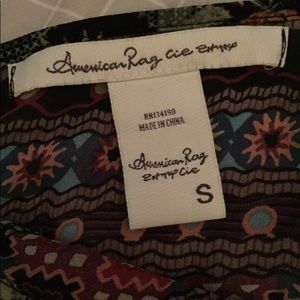 American Rag Cie
RN134190
MADE IN CHINA
American Rag
Cie
S